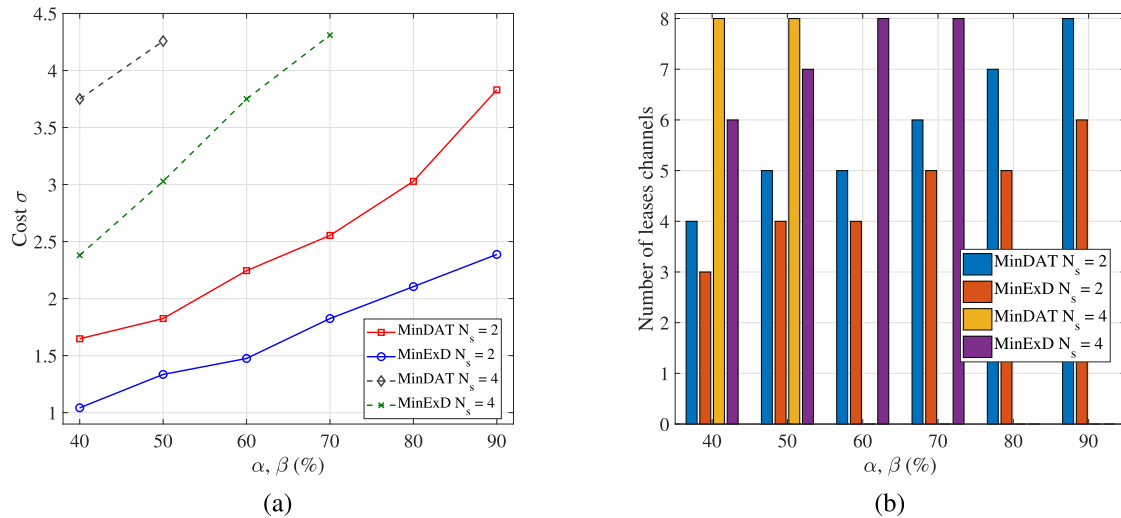 4.5
4
3.5
3
2.5
2
1.5
1
Cost σ
40 50 60 70 80 90
α, β (%)
MinDAT N_s = 2
MinExD N_s = 2
MinDAT N_s = 4
MinExD N_s = 4
(a)
8
7
6
5
4
3
2
1
0
Number of leases channels
40 50 60 70 80 90
α, β (%)
MinDAT N_s = 2
MinExD N_s = 2
MinDAT N_s = 4
MinExD N_s = 4
(b)